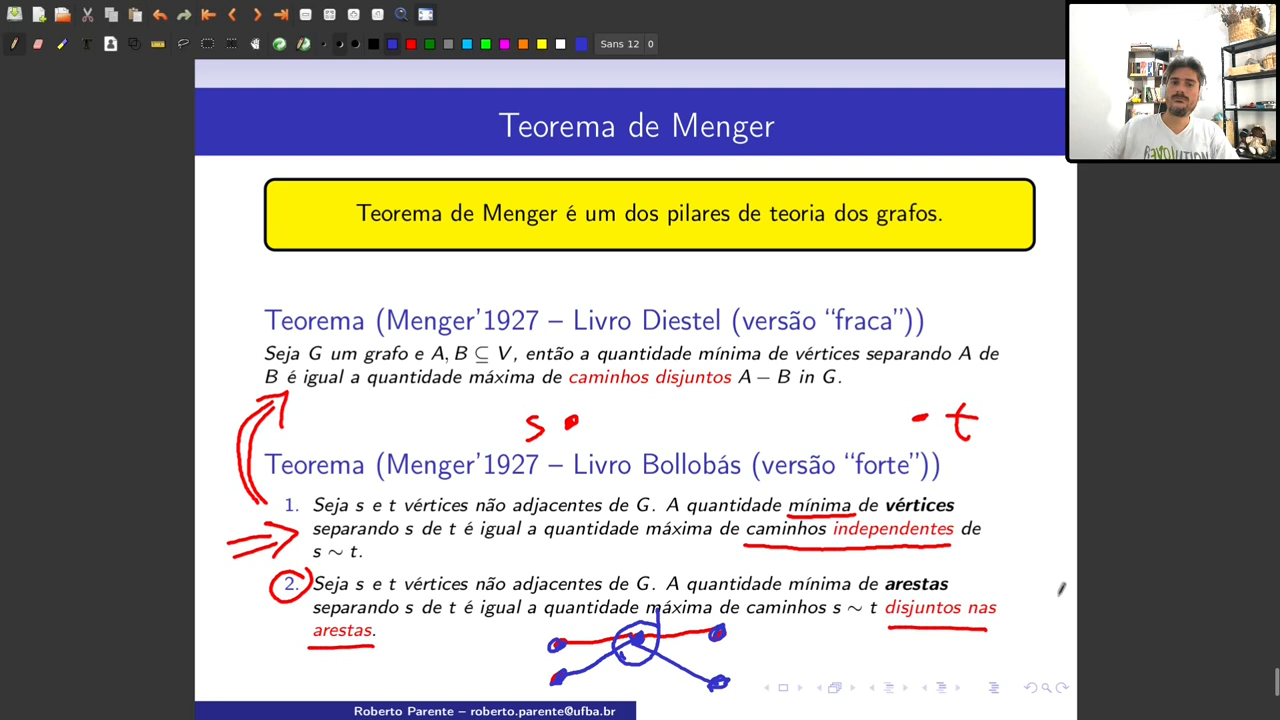 Sans 12 0
REVOLUTION
Teorema de Menger
Teorema de Menger é um dos pilares de teoria dos grafos.
Teorema (Menger'1927 – Livro Diestel (versão “fraca”))
Seja G um grafo e A, B ⊆ V, então a quantidade mínima de vértices separando A de
B é igual a quantidade máxima de caminhos disjuntos A − B in G.
s t
Teorema (Menger'1927 – Livro Bollobás (versão “forte”))
1. Seja s e t vértices não adjacentes de G. A quantidade mínima de vértices
separando s de t é igual a quantidade máxima de caminhos independentes de
s ∼ t.
2. Seja s e t vértices não adjacentes de G. A quantidade mínima de arestas
separando s de t é igual a quantidade máxima de caminhos s ∼ t disjuntos nas
arestas.
Roberto Parente – roberto.parente@ufba.br